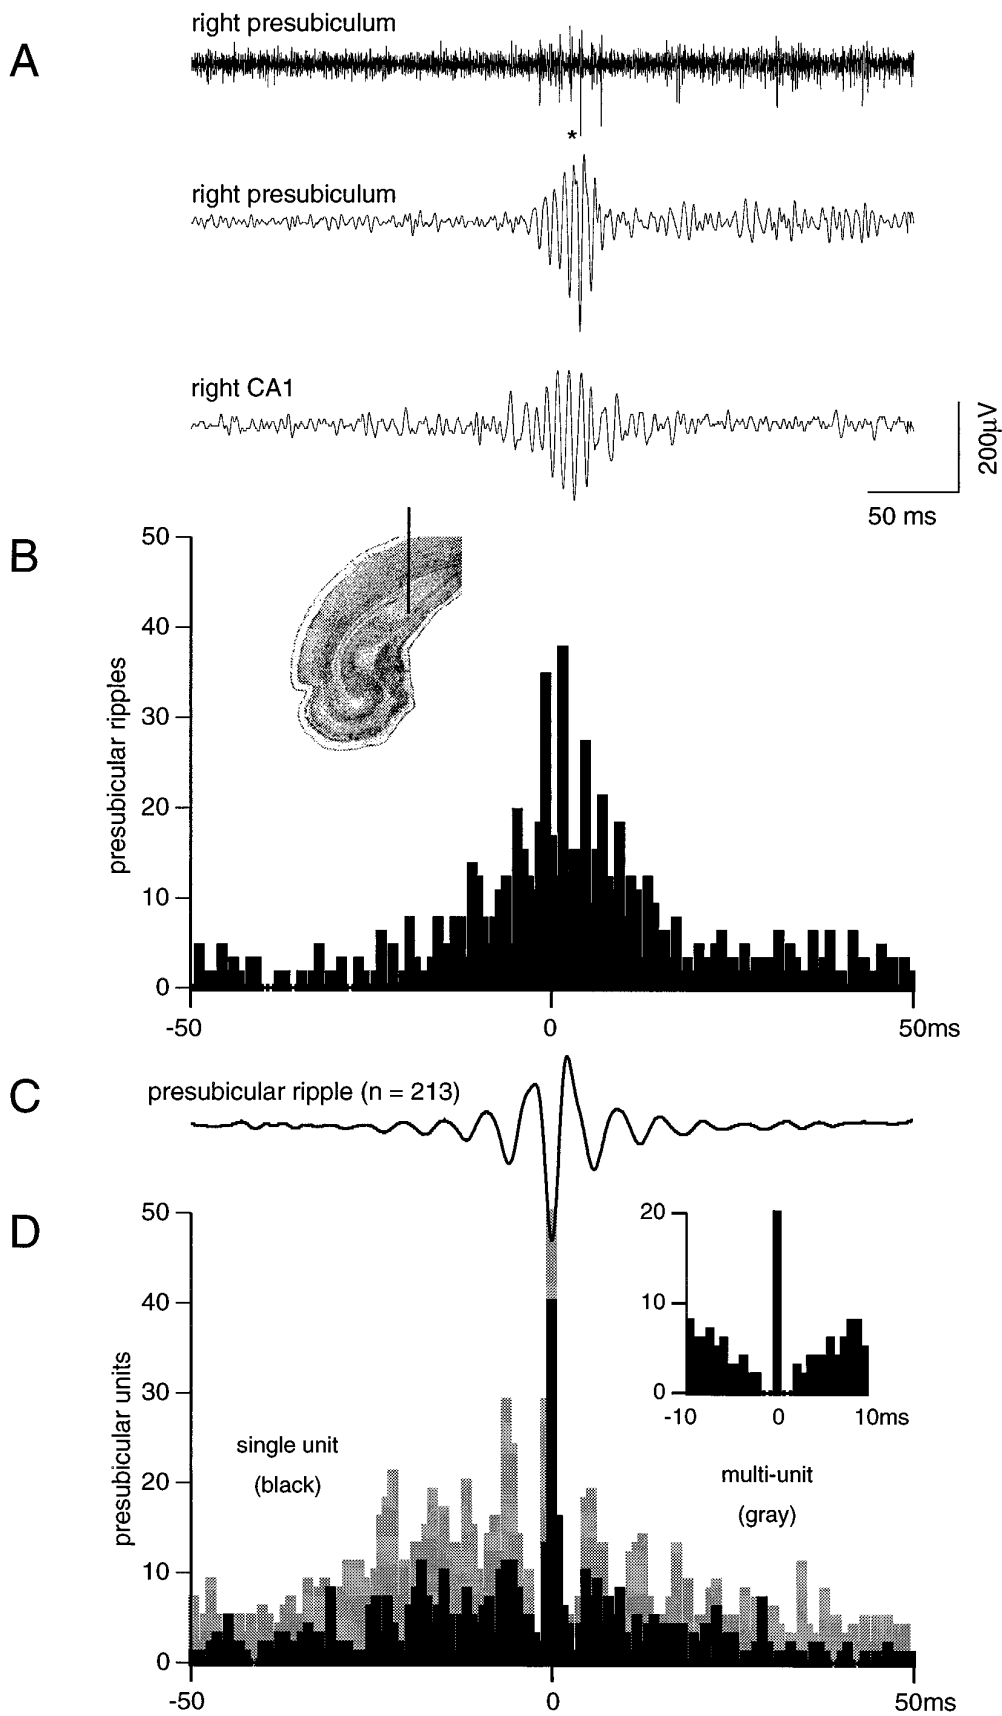 A
right presubiculum
*
right presubiculum
right CA1
200µV
50 ms
B
50
40
30
20
10
0
presubicular ripples
-50
0
50ms
C
presubicular ripple (n = 213)
D
50
40
30
20
10
0
presubicular units
single unit
(black)
20
10
0
-10
0
10ms
multi-unit
(gray)
-50
0
50ms